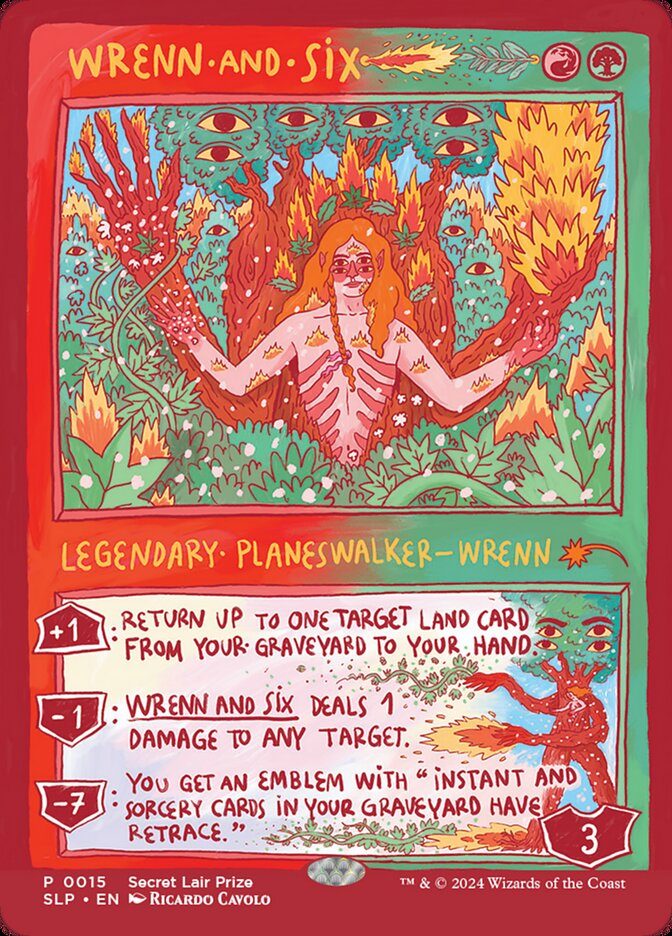 WRENN·AND·SIX
LEGENDARY·PLANESWALKER–WRENN
+1: RETURN UP TO ONE TARGET LAND CARD
FROM YOUR GRAVEYARD TO YOUR HAND
-1: WRENN AND SIX DEALS 1
DAMAGE TO ANY TARGET.
-7: YOU GET AN EMBLEM WITH “INSTANT AND
SORCERY CARDS IN YOUR GRAVEYARD HAVE
RETRACE.”
3
P 0015 Secret Lair Prize
SLP • EN RICARDO CAVOLO
™ & © 2024 Wizards of the Coast